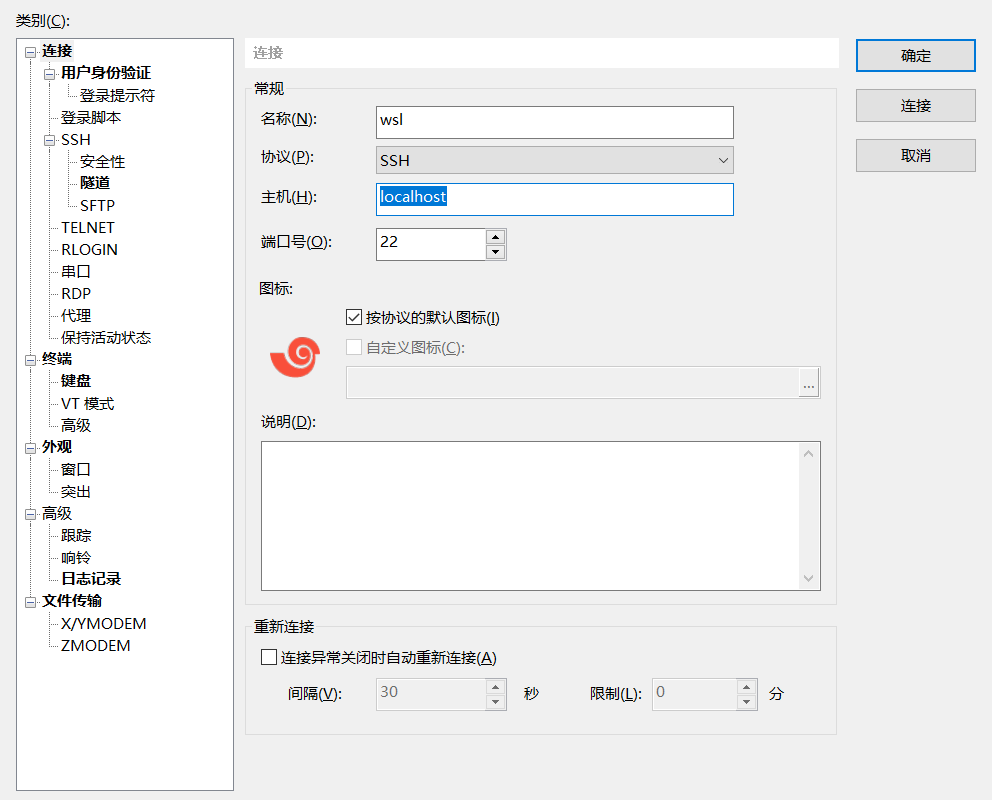 类别(C):
连接
用户身份验证
登录提示符
登录脚本
SSH
安全性
隧道
SFTP
TELNET
RLOGIN
串口
RDP
代理
保持活动状态
终端
键盘
VT 模式
高级
外观
窗口
突出
高级
跟踪
响铃
日志记录
文件传输
X/YMODEM
ZMODEM
连接
常规
名称(N): wsl
协议(P): SSH
主机(H): localhost
端口号(O): 22
图标:
按协议的默认图标(I)
自定义图标(C):
...
说明(D):
重新连接
连接异常关闭时自动重新连接(A)
间隔(V): 30 秒 限制(L): 0 分
确定
连接
取消